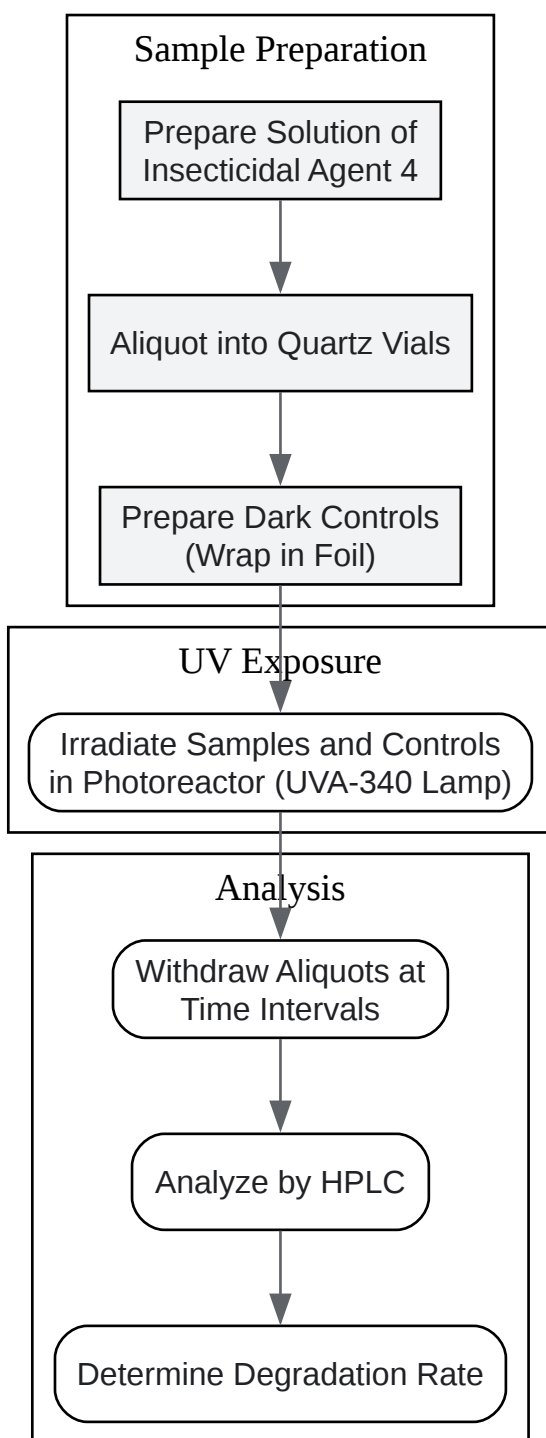 Sample Preparation
Prepare Solution of
Insecticidal Agent 4
Aliquot into Quartz Vials
Prepare Dark Controls
(Wrap in Foil)
UV Exposure
Irradiate Samples and Controls
in Photoreactor (UVA-340 Lamp)
Analysis
Withdraw Aliquots at
Time Intervals
Analyze by HPLC
Determine Degradation Rate